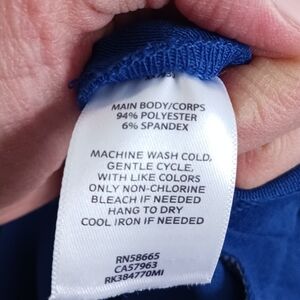 MAIN BODY/CORPS
94% POLYESTER
6% SPANDEX
MACHINE WASH COLD,
GENTLE CYCLE,
WITH LIKE COLORS
ONLY NON-CHLORINE
BLEACH IF NEEDED
HANG TO DRY
COOL IRON IF NEEDED
RN58665
CA57963
RK384770MI